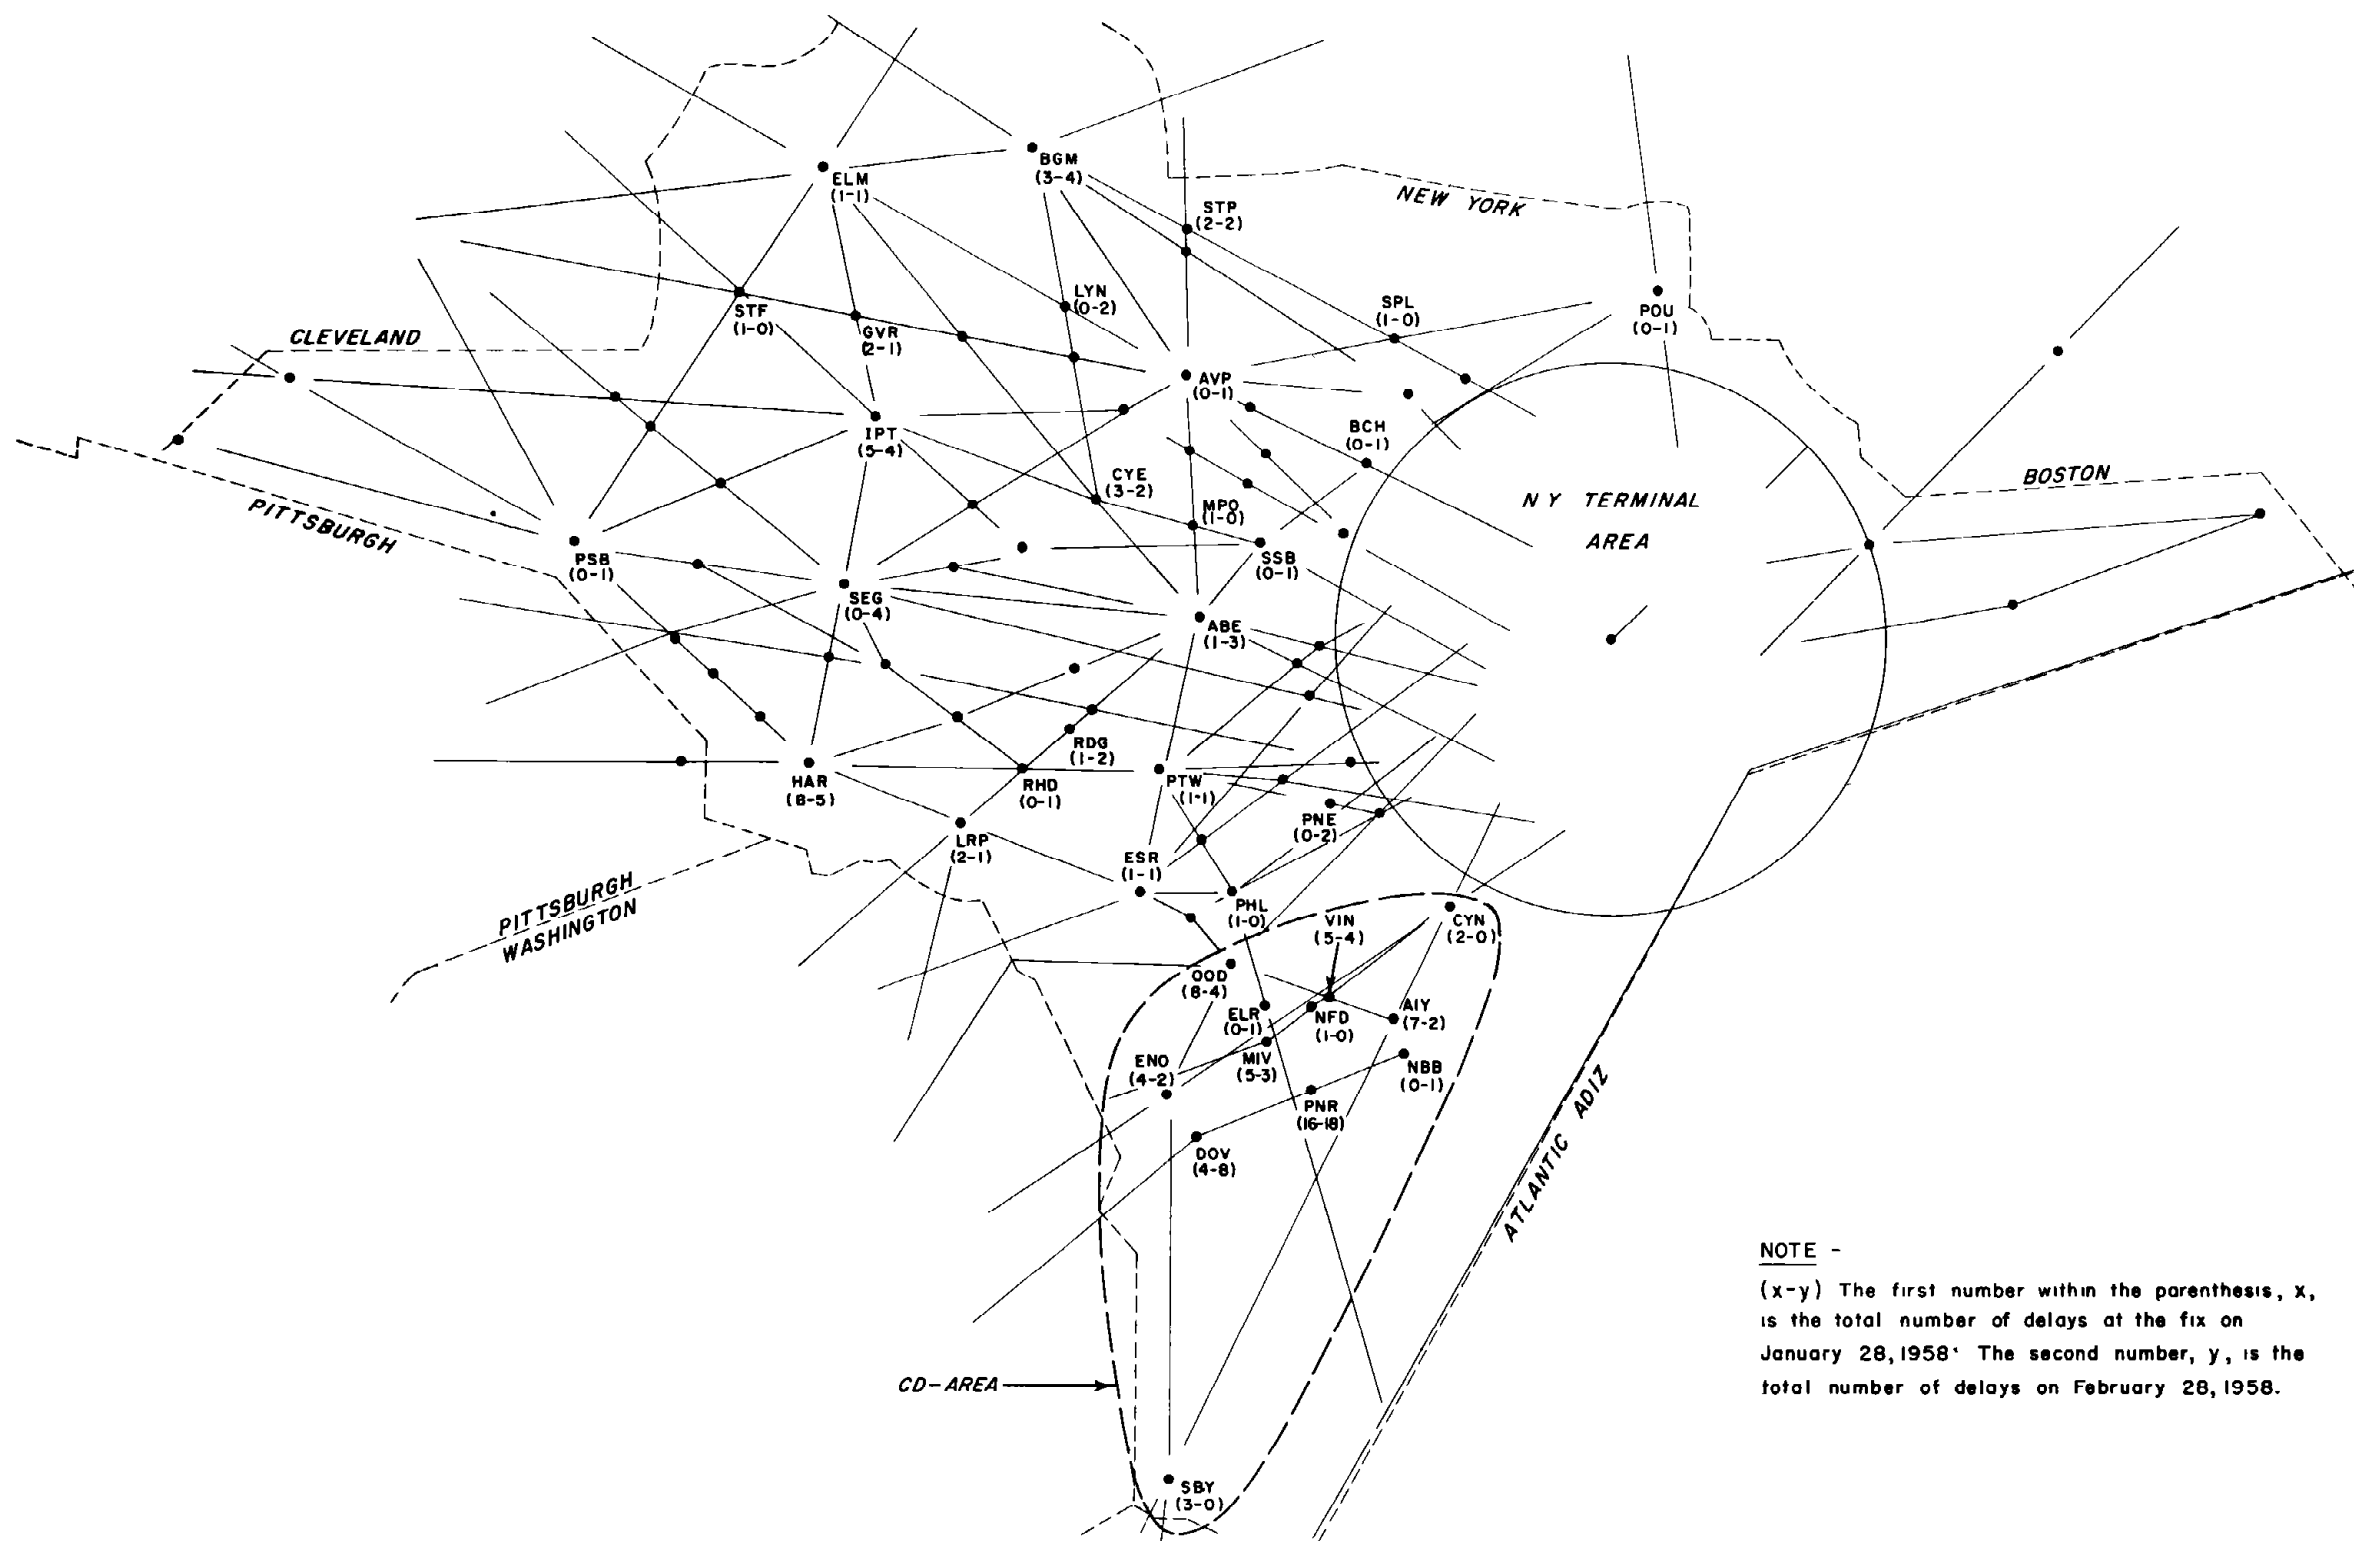 BGM
(3-4)
ELM
(1-1)
NEW YORK
STP
(2-2)
LYN
(0-2)
SPL
(1-0)
POU
(0-1)
STF
(1-0)
GVR
(2-1)
CLEVELAND
AVP
(0-1)
IPT
(5-4)
BCH
(0-1)
CYE
(3-2)
BOSTON
MPO
(1-0)
N Y TERMINAL
AREA
PITTSBURGH
PSB
(0-1)
SSB
(0-1)
SEG
(0-4)
ABE
(1-3)
RDG
(1-2)
HAR
(8-5)
RHD
(0-1)
PTW
(1-1)
PNE
(0-2)
LRP
(2-1)
ESR
(1-1)
PITTSBURGH
WASHINGTON
PHL
(1-0)
VIN
(5-4)
CYN
(2-0)
OOD
(8-4)
ELR
(0-1)
NFD
(1-0)
AIY
(7-2)
ENO
(4-2)
MIV
(5-3)
NBB
(0-1)
PNR
(16-18)
DOV
(4-8)
ATLANTIC ADIZ
CD-AREA
SBY
(3-0)
NOTE -
(x-y) The first number within the parenthesis, x,
is the total number of delays at the fix on
January 28, 1958. The second number, y, is the
total number of delays on February 28, 1958.